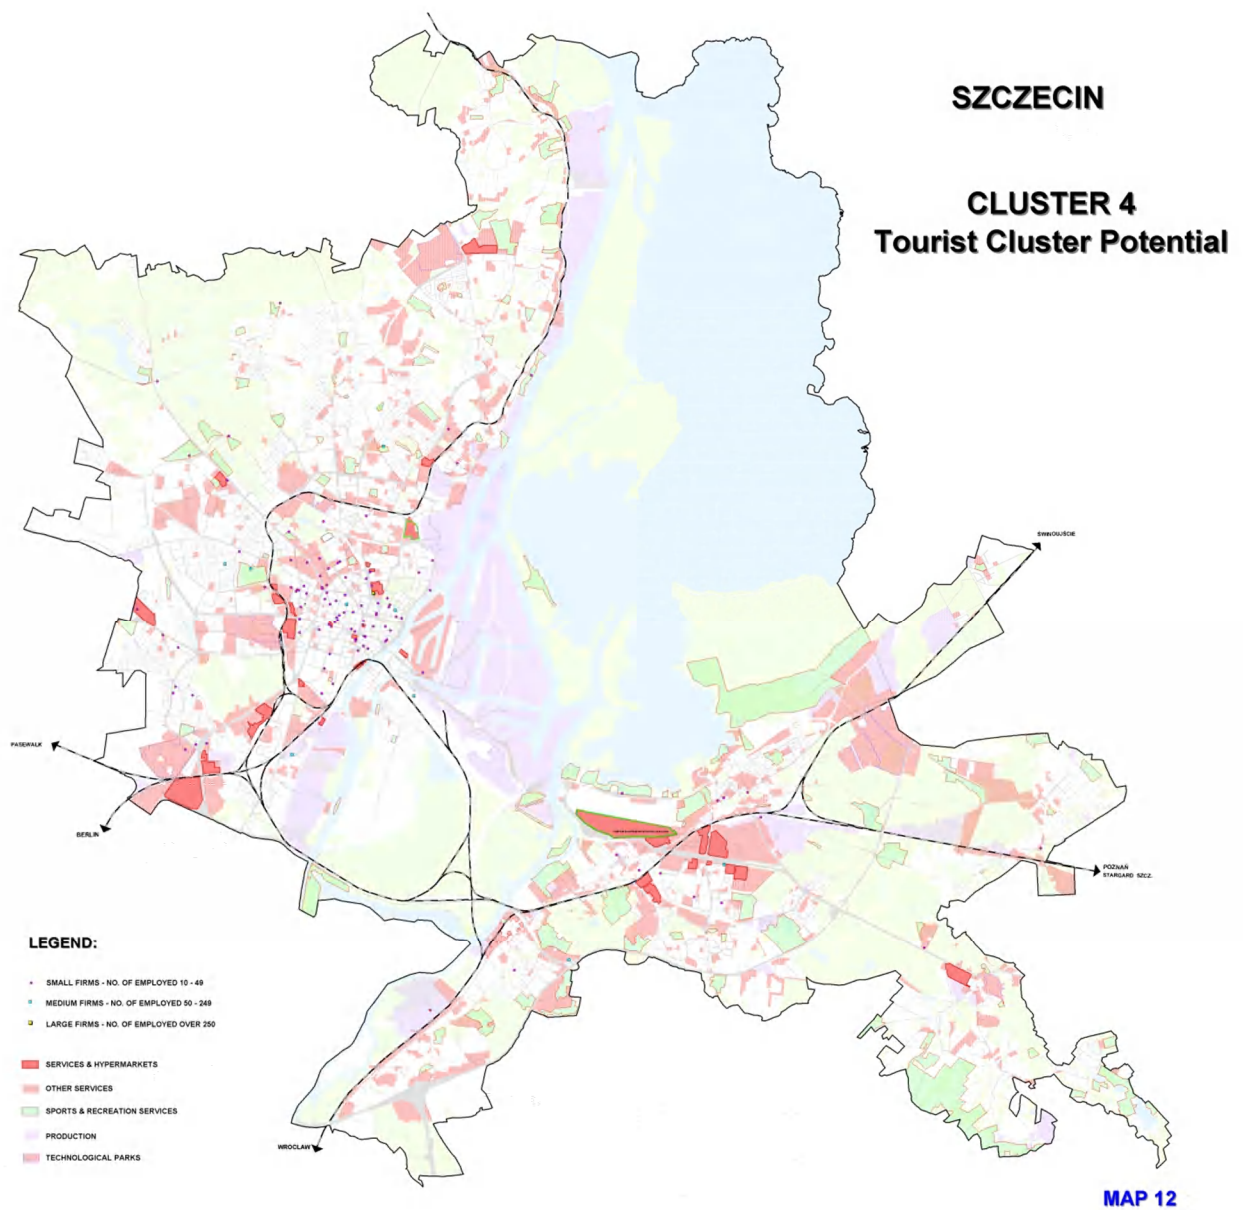 SZCZECIN
CLUSTER 4
Tourist Cluster Potential
ŚWINOUJŚCIE
PASEWALK
BERLIN
POZNAŃ
STARGARD SZCZ.
WROCŁAW
LEGEND:
SMALL FIRMS - NO. OF EMPLOYED 10 - 49
MEDIUM FIRMS - NO. OF EMPLOYED 50 - 249
LARGE FIRMS - NO. OF EMPLOYED OVER 250
SERVICES & HYPERMARKETS
OTHER SERVICES
SPORTS & RECREATION SERVICES
PRODUCTION
TECHNOLOGICAL PARKS
MAP 12